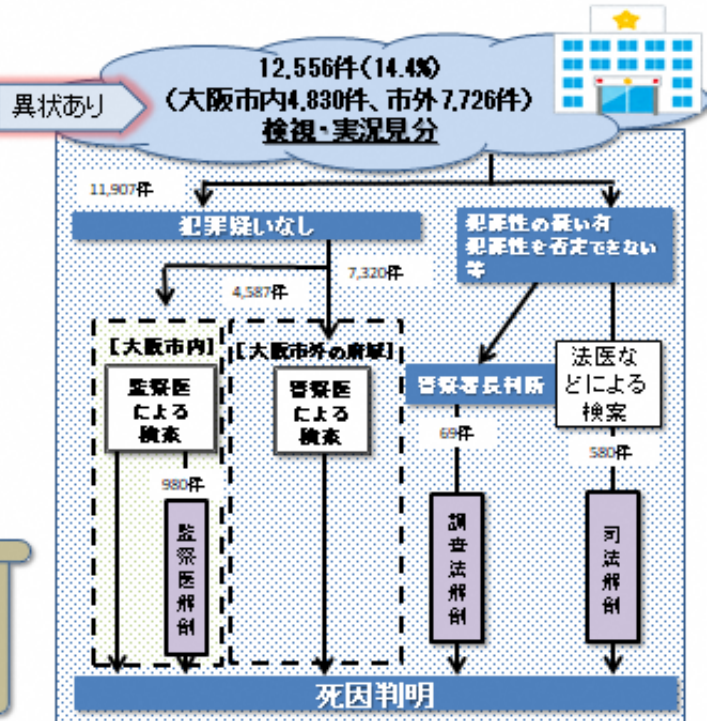 12,556件(14.4%)
異状あり
(大阪市内4,830件、市外7,726件)
検視・実況見分
11,907件
犯罪疑いなし
犯罪性の疑い有
犯罪性を否定できない
等
7,320件
4,587件
【大阪市内】
【大阪市外の府域】
監察医
による
検案
警察医
による
検案
警察署長判断
法医な
どによる
検案
69件
580件
980件
監察医解剖
調査法解剖
司法解剖
死因判明